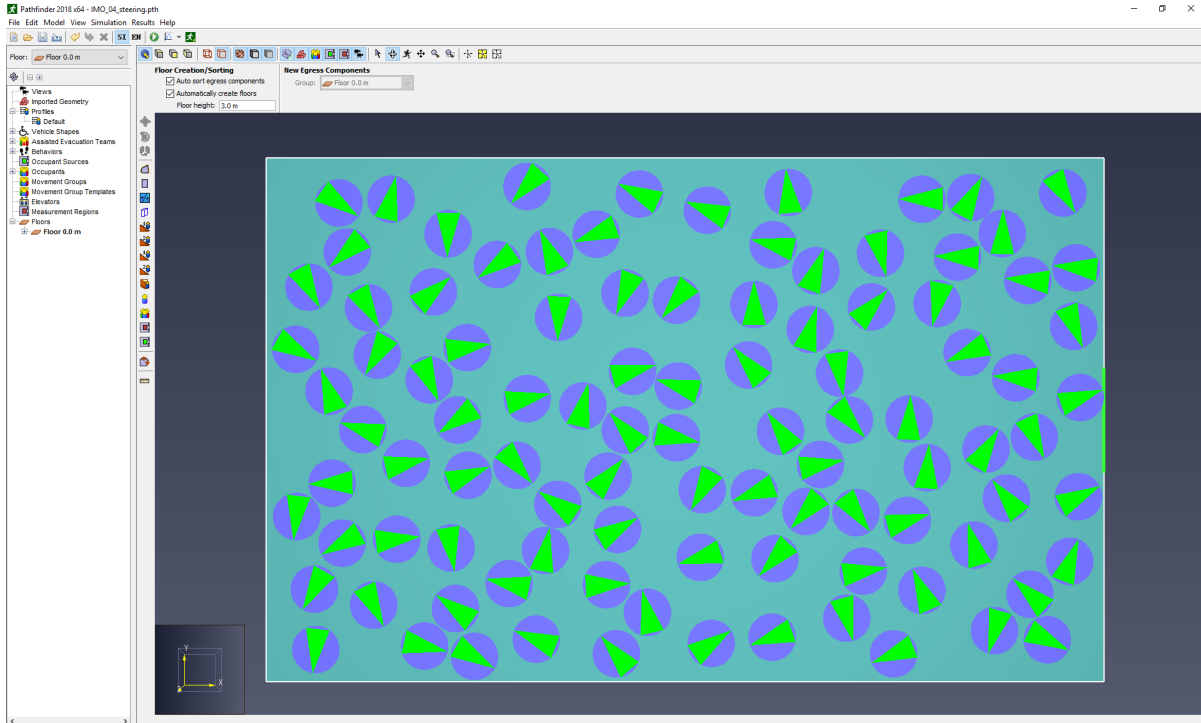 Pathfinder 2018 x64 - IMO_04_steering.pth
File Edit Model View Simulation Results Help
SI EN
Floor: Floor 0.0 m
Floor Creation/Sorting
Auto sort egress components
Automatically create floors
Floor height: 3.0 m
New Egress Components
Group: Floor 0.0 m
Views
Imported Geometry
Profiles
Default
Vehicle Shapes
Assisted Evacuation Teams
Behaviors
Occupant Sources
Occupants
Movement Groups
Movement Group Templates
Elevators
Measurement Regions
Floors
Floor 0.0 m
Y
Z
X